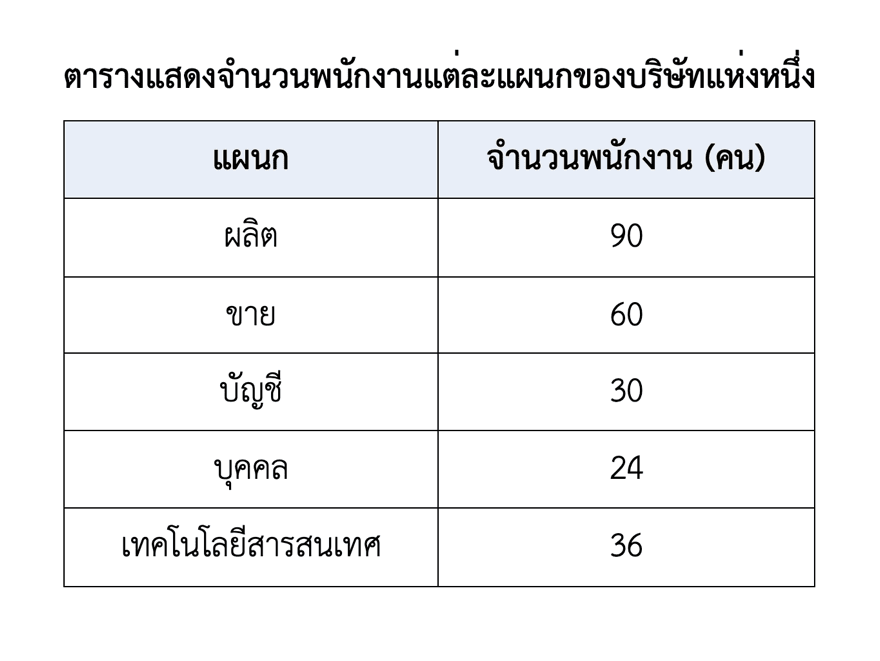 ตารางแสดงจำนวนพนักงานแต่ละแผนกของบริษัทแห่งหนึ่ง
แผนก จำนวนพนักงาน (คน)
ผลิต 90
ขาย 60
บัญชี 30
บุคคล 24
เทคโนโลยีสารสนเทศ 36